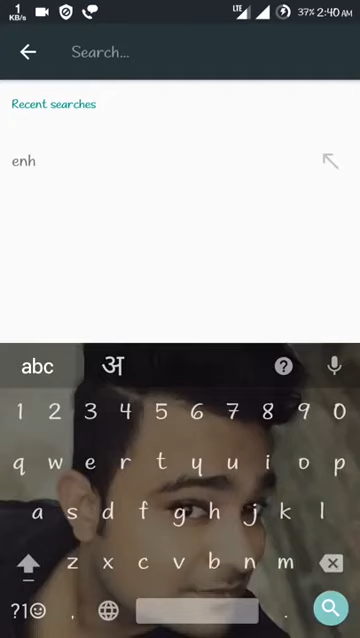 1 KB/s LTE 37% 2:40 AM
Search...
Recent searches
enh
abc अ ?
1 2 3 4 5 6 7 8 9 0
q w e r t y u i o p
a s d f g h j k l
z x c v b n m
?1 , .